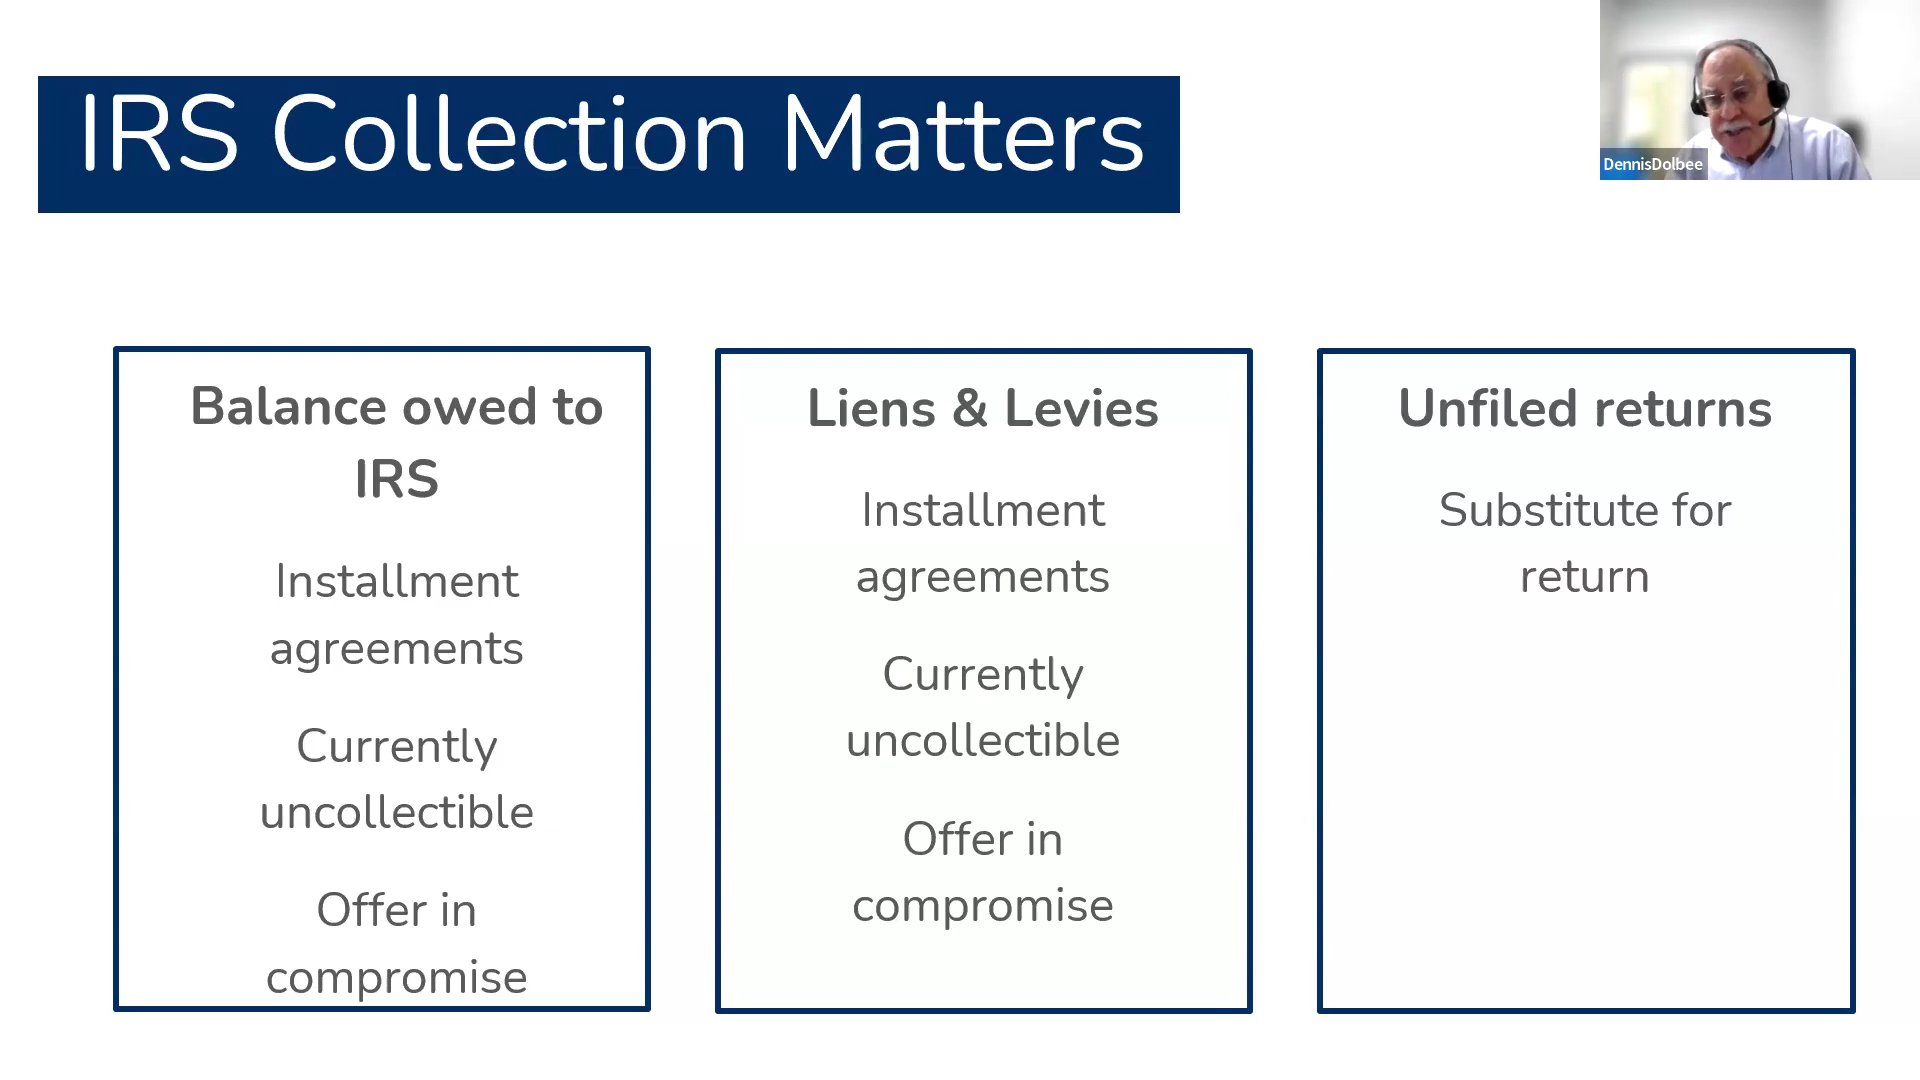 IRS Collection Matters
DennisDolbee
Balance owed to
IRS
Installment
agreements
Currently
uncollectible
Offer in
compromise
Liens & Levies
Installment
agreements
Currently
uncollectible
Offer in
compromise
Unfiled returns
Substitute for
return